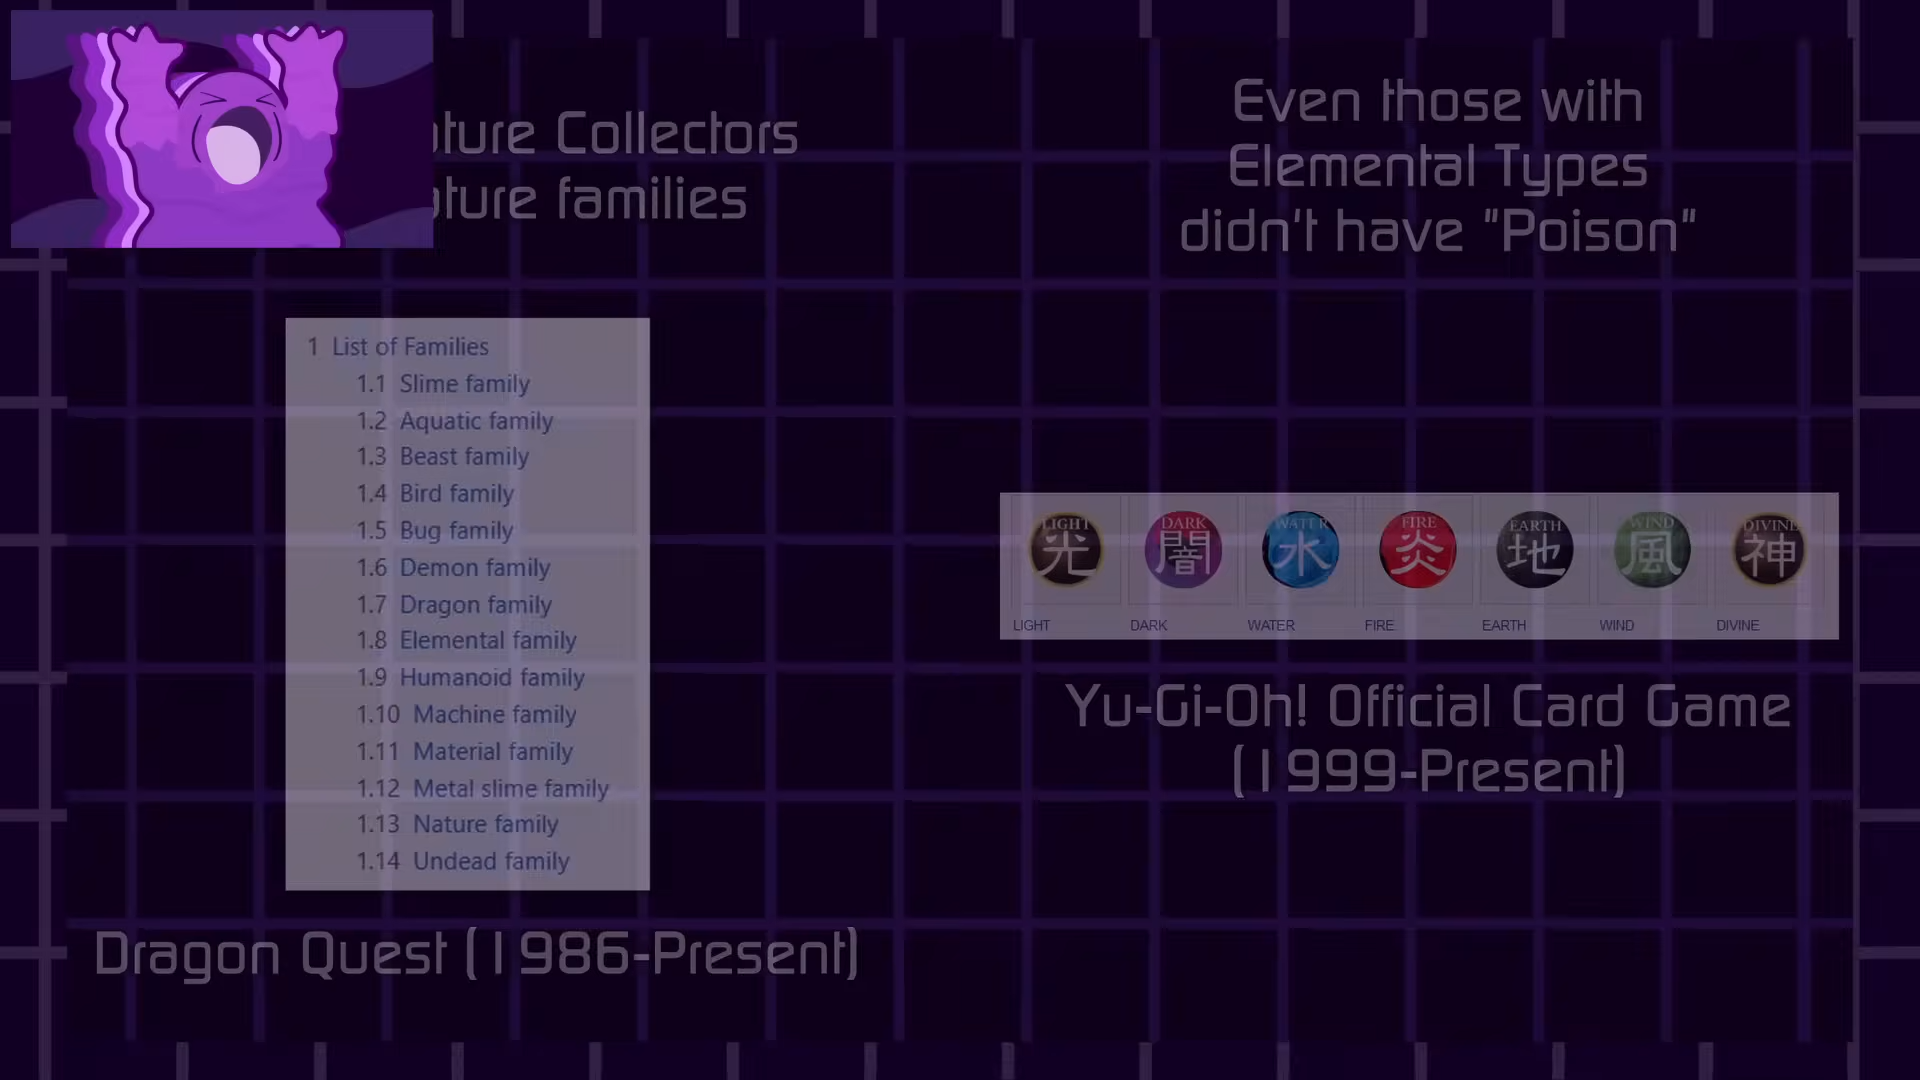 ature Collectors
ature families
Even those with
Elemental Types
didn't have "Poison"
1 List of Families
1.1 Slime family
1.2 Aquatic family
1.3 Beast family
1.4 Bird family
1.5 Bug family
1.6 Demon family
1.7 Dragon family
1.8 Elemental family
1.9 Humanoid family
1.10 Machine family
1.11 Material family
1.12 Metal slime family
1.13 Nature family
1.14 Undead family
Dragon Quest (1986-Present)
LIGHT DARK WATER FIRE EARTH WIND DIVINE
光 闇 水 炎 地 風 神
LIGHT DARK WATER FIRE EARTH WIND DIVINE
Yu-Gi-Oh! Official Card Game
(1999-Present)